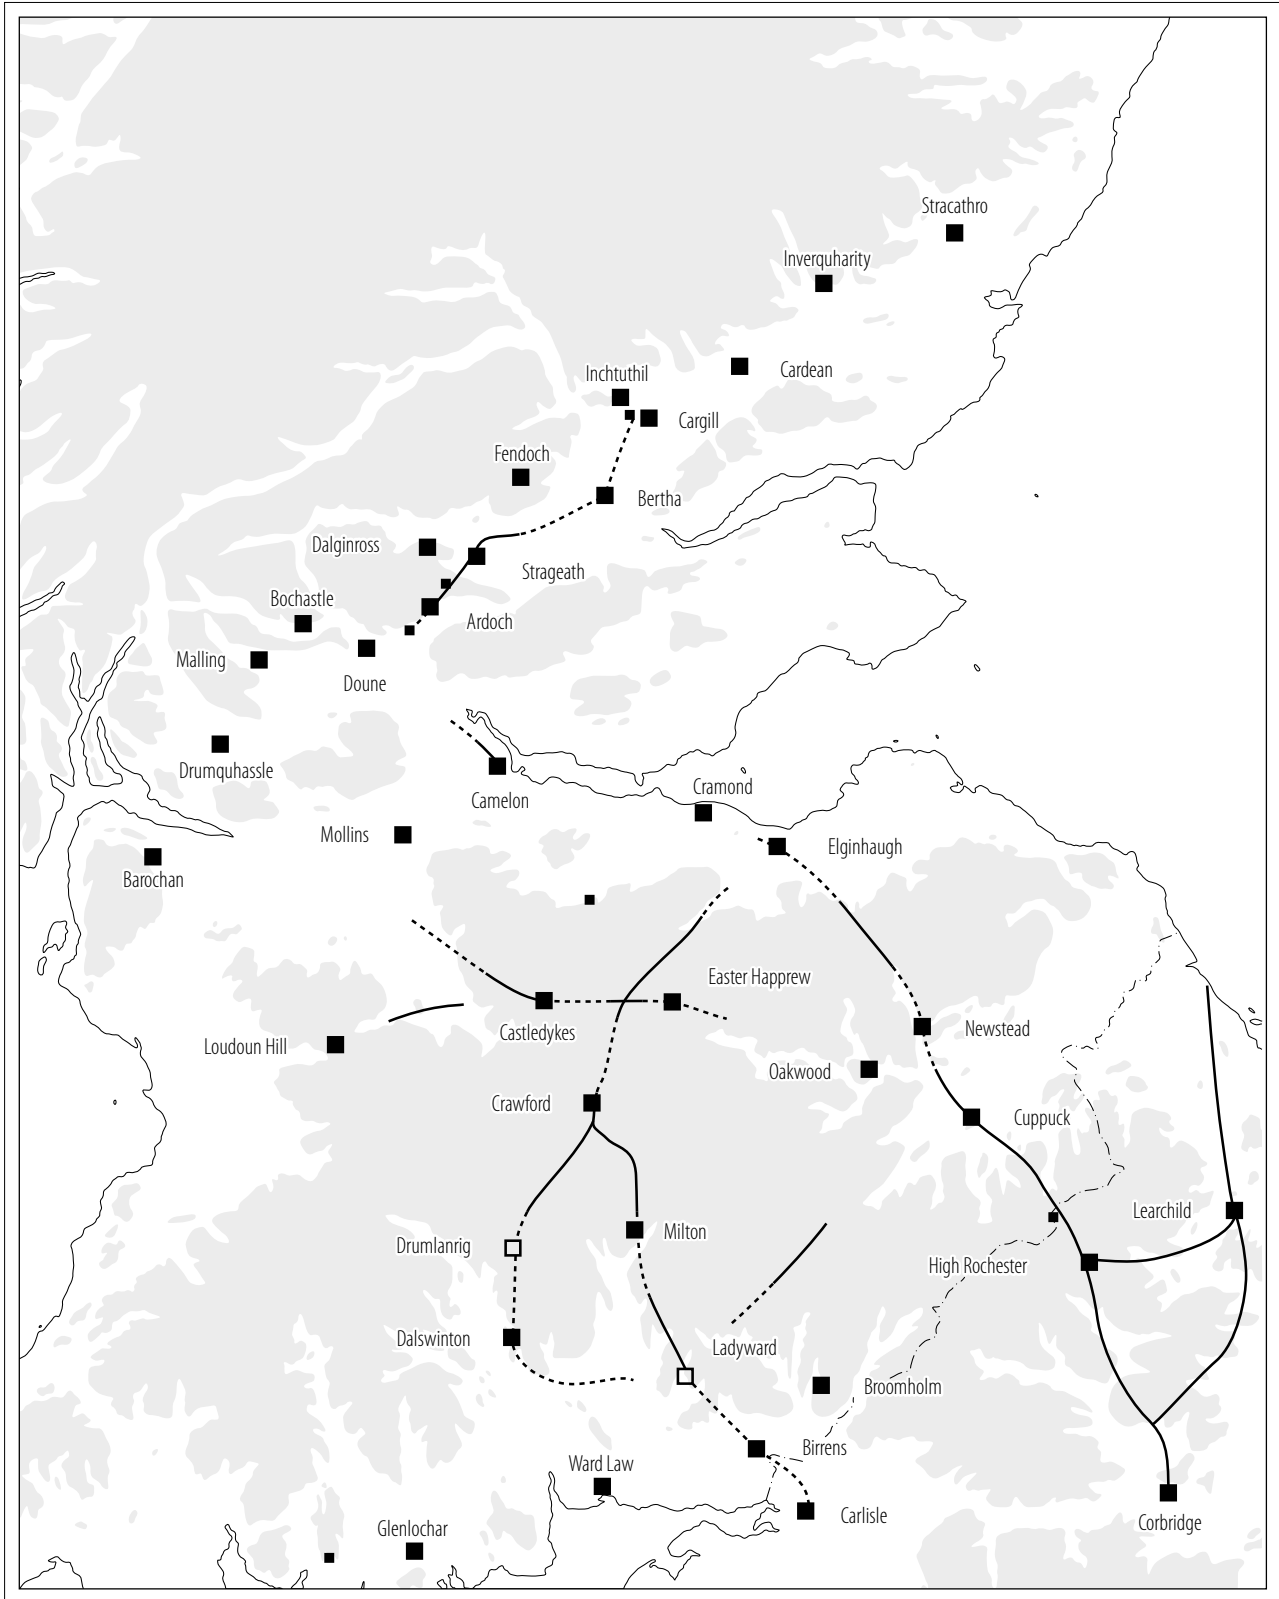 Stracathro
Inverquharity
Cardean
Inchtuthil
Cargill
Fendoch
Bertha
Dalginross
Strageath
Bochastle
Ardoch
Malling
Doune
Drumquhassle
Camelon
Cramond
Mollins
Elginhaugh
Barochan
Easter Happrew
Castledykes
Newstead
Loudoun Hill
Oakwood
Crawford
Cuppuck
Learchild
Milton
Drumlanrig
High Rochester
Dalswinton
Ladyward
Broomholm
Birrens
Ward Law
Carlisle
Corbridge
Glenlochar